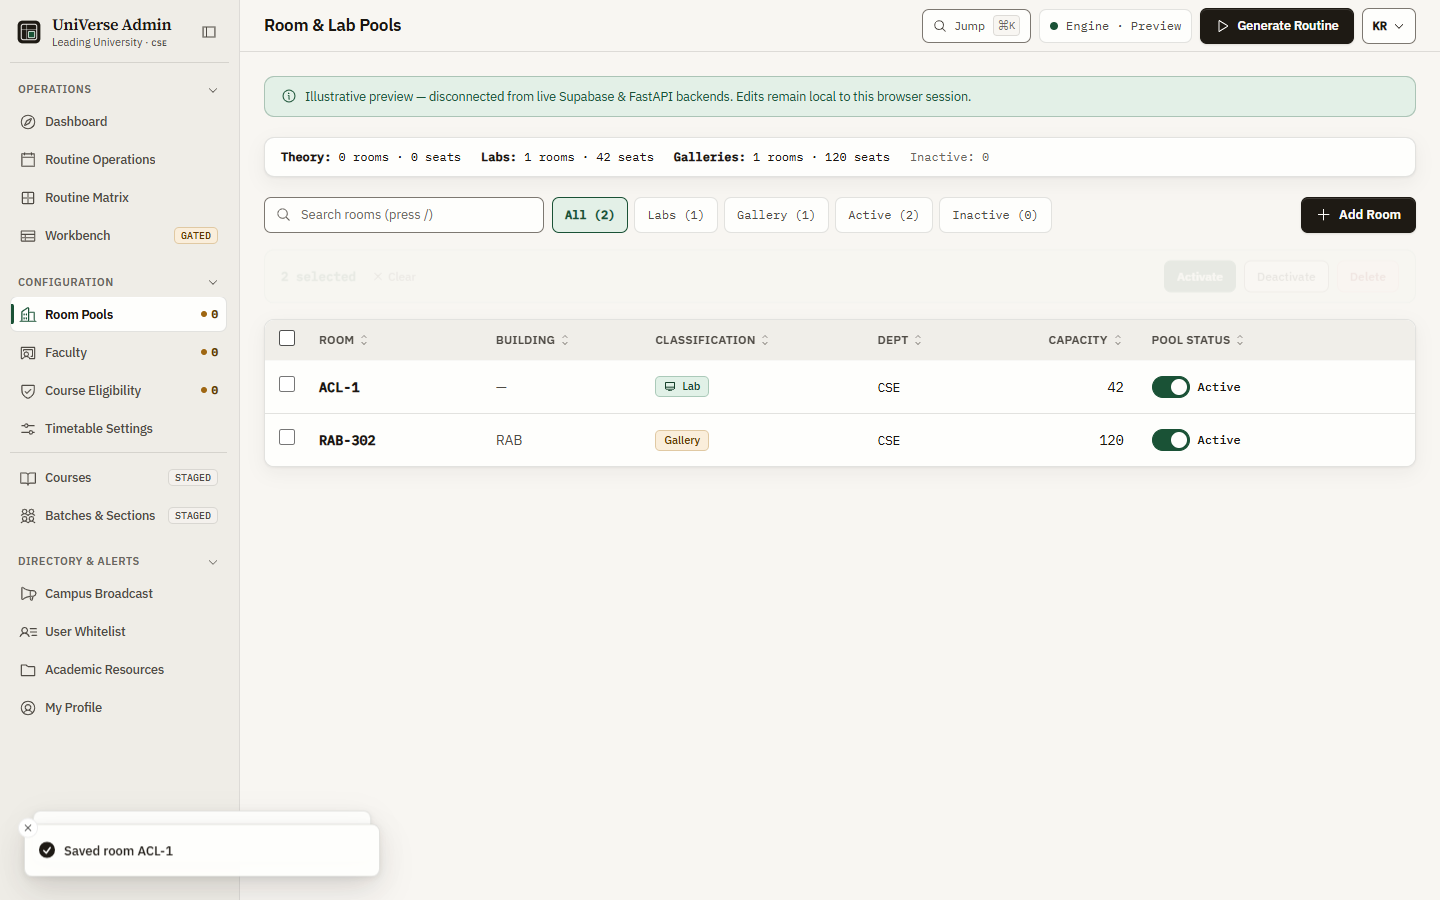 UniVerse Admin
Leading University · CSE
OPERATIONS
Dashboard
Routine Operations
Routine Matrix
Workbench GATED
CONFIGURATION
Room Pools 0
Faculty 0
Course Eligibility 0
Timetable Settings
Courses STAGED
Batches & Sections STAGED
DIRECTORY & ALERTS
Campus Broadcast
User Whitelist
Academic Resources
My Profile
Room & Lab Pools
Jump ⌘K
Engine · Preview
Generate Routine
KR
Illustrative preview — disconnected from live Supabase & FastAPI backends. Edits remain local to this browser session.
Theory: 0 rooms · 0 seats Labs: 1 rooms · 42 seats Galleries: 1 rooms · 120 seats Inactive: 0
Search rooms (press /)
All (2) Labs (1) Gallery (1) Active (2) Inactive (0)
Add Room
2 selected Clear Activate Deactivate Delete
ROOM BUILDING CLASSIFICATION DEPT CAPACITY POOL STATUS
ACL-1 — Lab CSE 42 Active
RAB-302 RAB Gallery CSE 120 Active
Saved room ACL-1